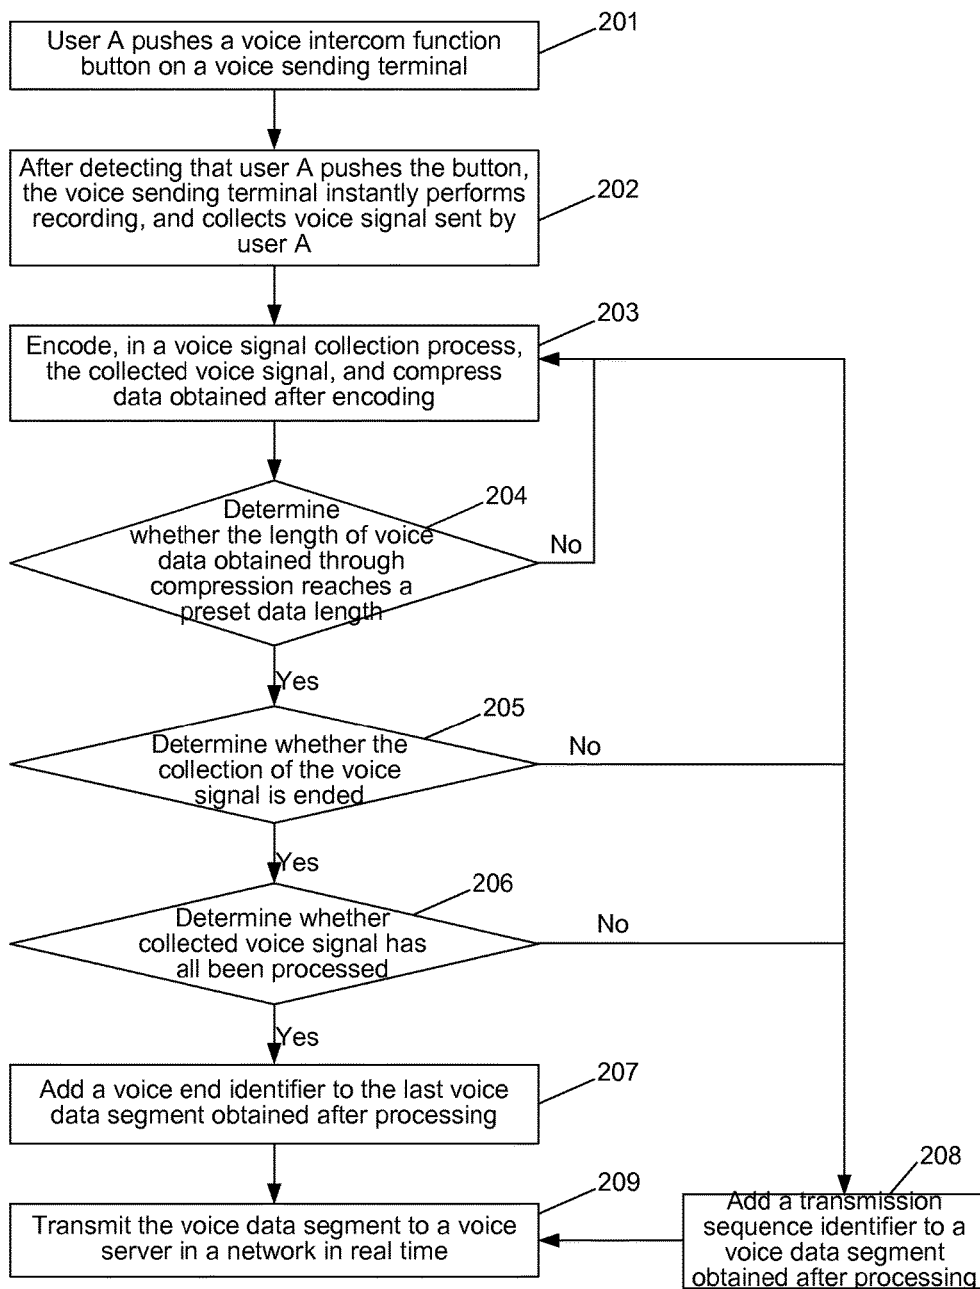 201
User A pushes a voice intercom function
button on a voice sending terminal
202
After detecting that user A pushes the button,
the voice sending terminal instantly performs
recording, and collects voice signal sent by
user A
203
Encode, in a voice signal collection process,
the collected voice signal, and compress
data obtained after encoding
204
Determine
whether the length of voice
data obtained through
compression reaches a
preset data length
No
Yes
205
Determine whether the
collection of the voice
signal is ended
No
Yes
206
Determine whether
collected voice signal has
all been processed
No
Yes
207
Add a voice end identifier to the last voice
data segment obtained after processing
208
Add a transmission
sequence identifier to a
voice data segment
obtained after processing
209
Transmit the voice data segment to a voice
server in a network in real time